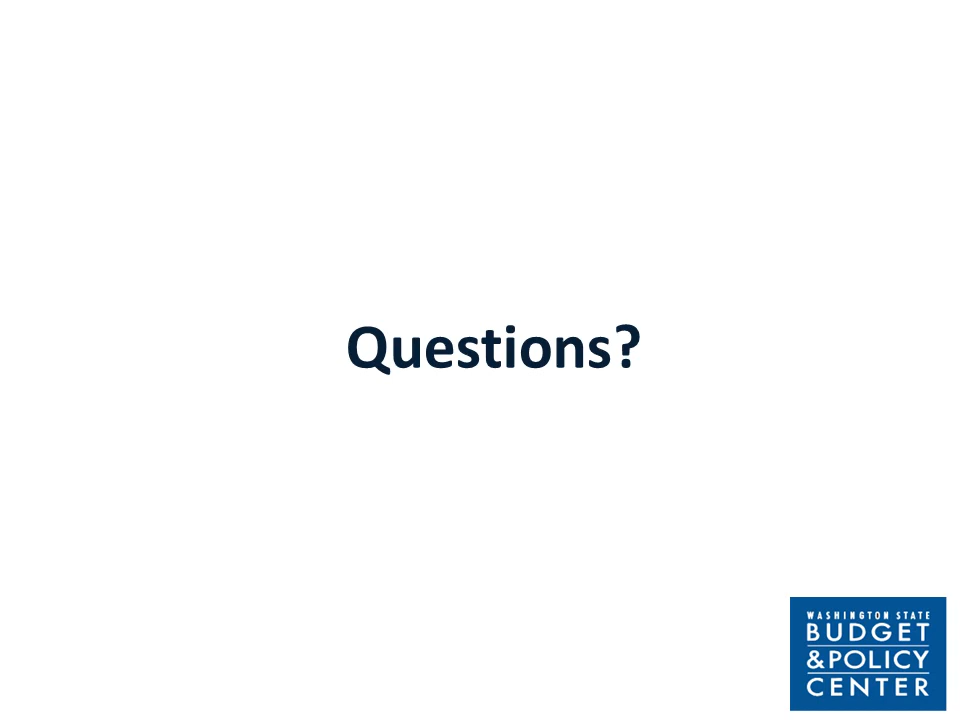 Questions?
WASHINGTON STATE
BUDGET
&POLICY
CENTER